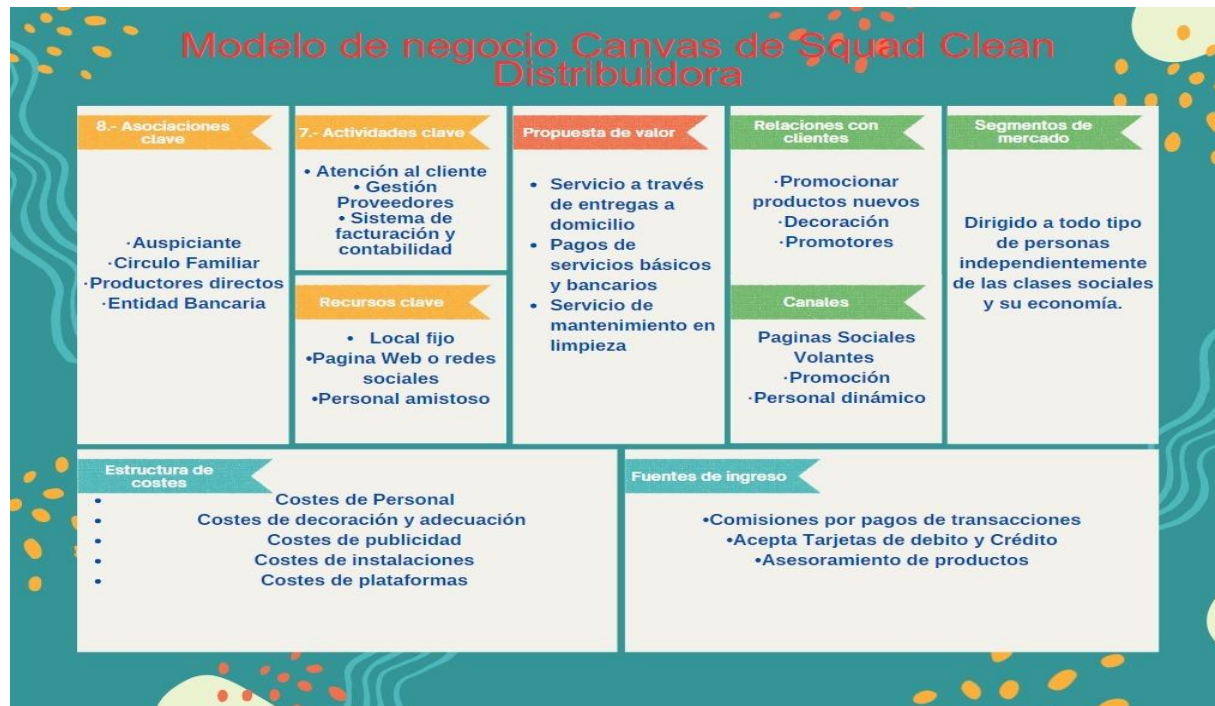 Modelo de negocio Canvas de Squad Clean
Distribuidora
8.- Asociaciones
clave
·Auspiciante
·Circulo Familiar
·Productores directos
·Entidad Bancaria
7.- Actividades clave
• Atención al cliente
• Gestión
Proveedores
• Sistema de
facturación y
contabilidad
Recursos clave
• Local fijo
•Pagina Web o redes
sociales
•Personal amistoso
Propuesta de valor
• Servicio a través
de entregas a
domicilio
• Pagos de
servicios básicos
y bancarios
• Servicio de
mantenimiento en
limpieza
Relaciones con
clientes
·Promocionar
productos nuevos
·Decoración
·Promotores
Canales
Paginas Sociales
Volantes
·Promoción
·Personal dinámico
Segmentos de
mercado
Dirigido a todo tipo
de personas
independientemente
de las clases sociales
y su economía.
Estructura de
costes
• Costes de Personal
• Costes de decoración y adecuación
• Costes de publicidad
• Costes de instalaciones
• Costes de plataformas
Fuentes de ingreso
•Comisiones por pagos de transacciones
•Acepta Tarjetas de debito y Crédito
•Asesoramiento de productos